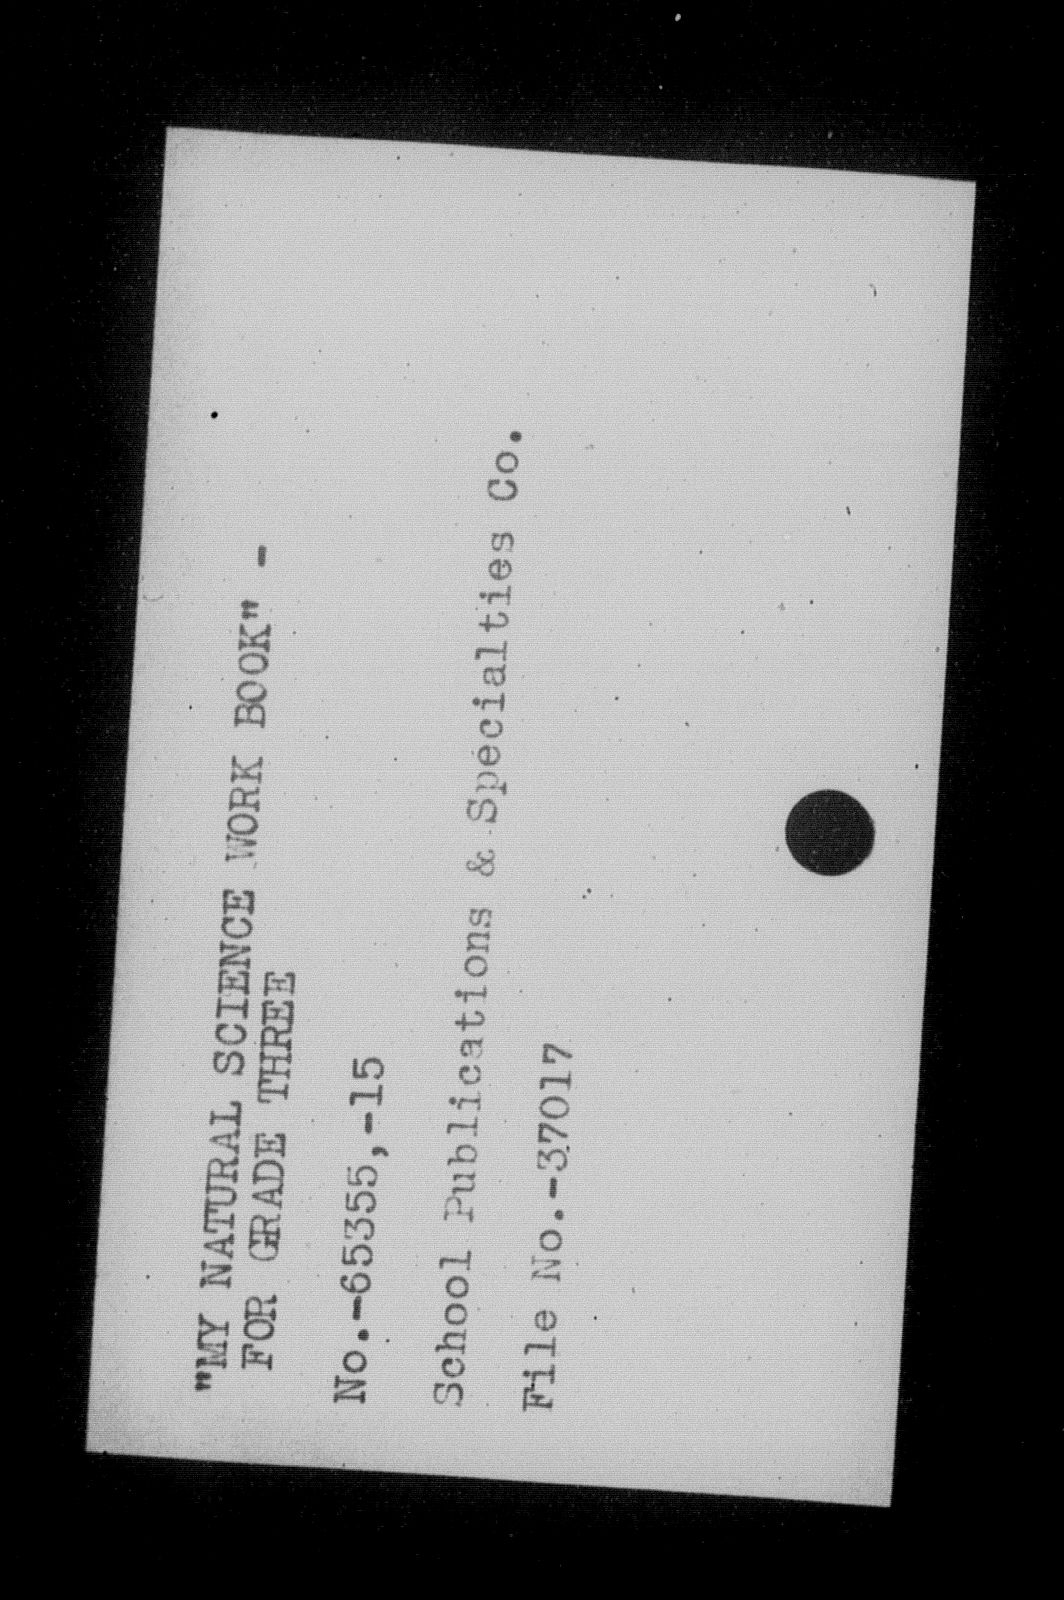 "MY NATURAL SCIENCE WORK BOOK" -
FOR GRADE THREE
No.-65355,-15
School Publications & Specialties Co.
File No.-37017